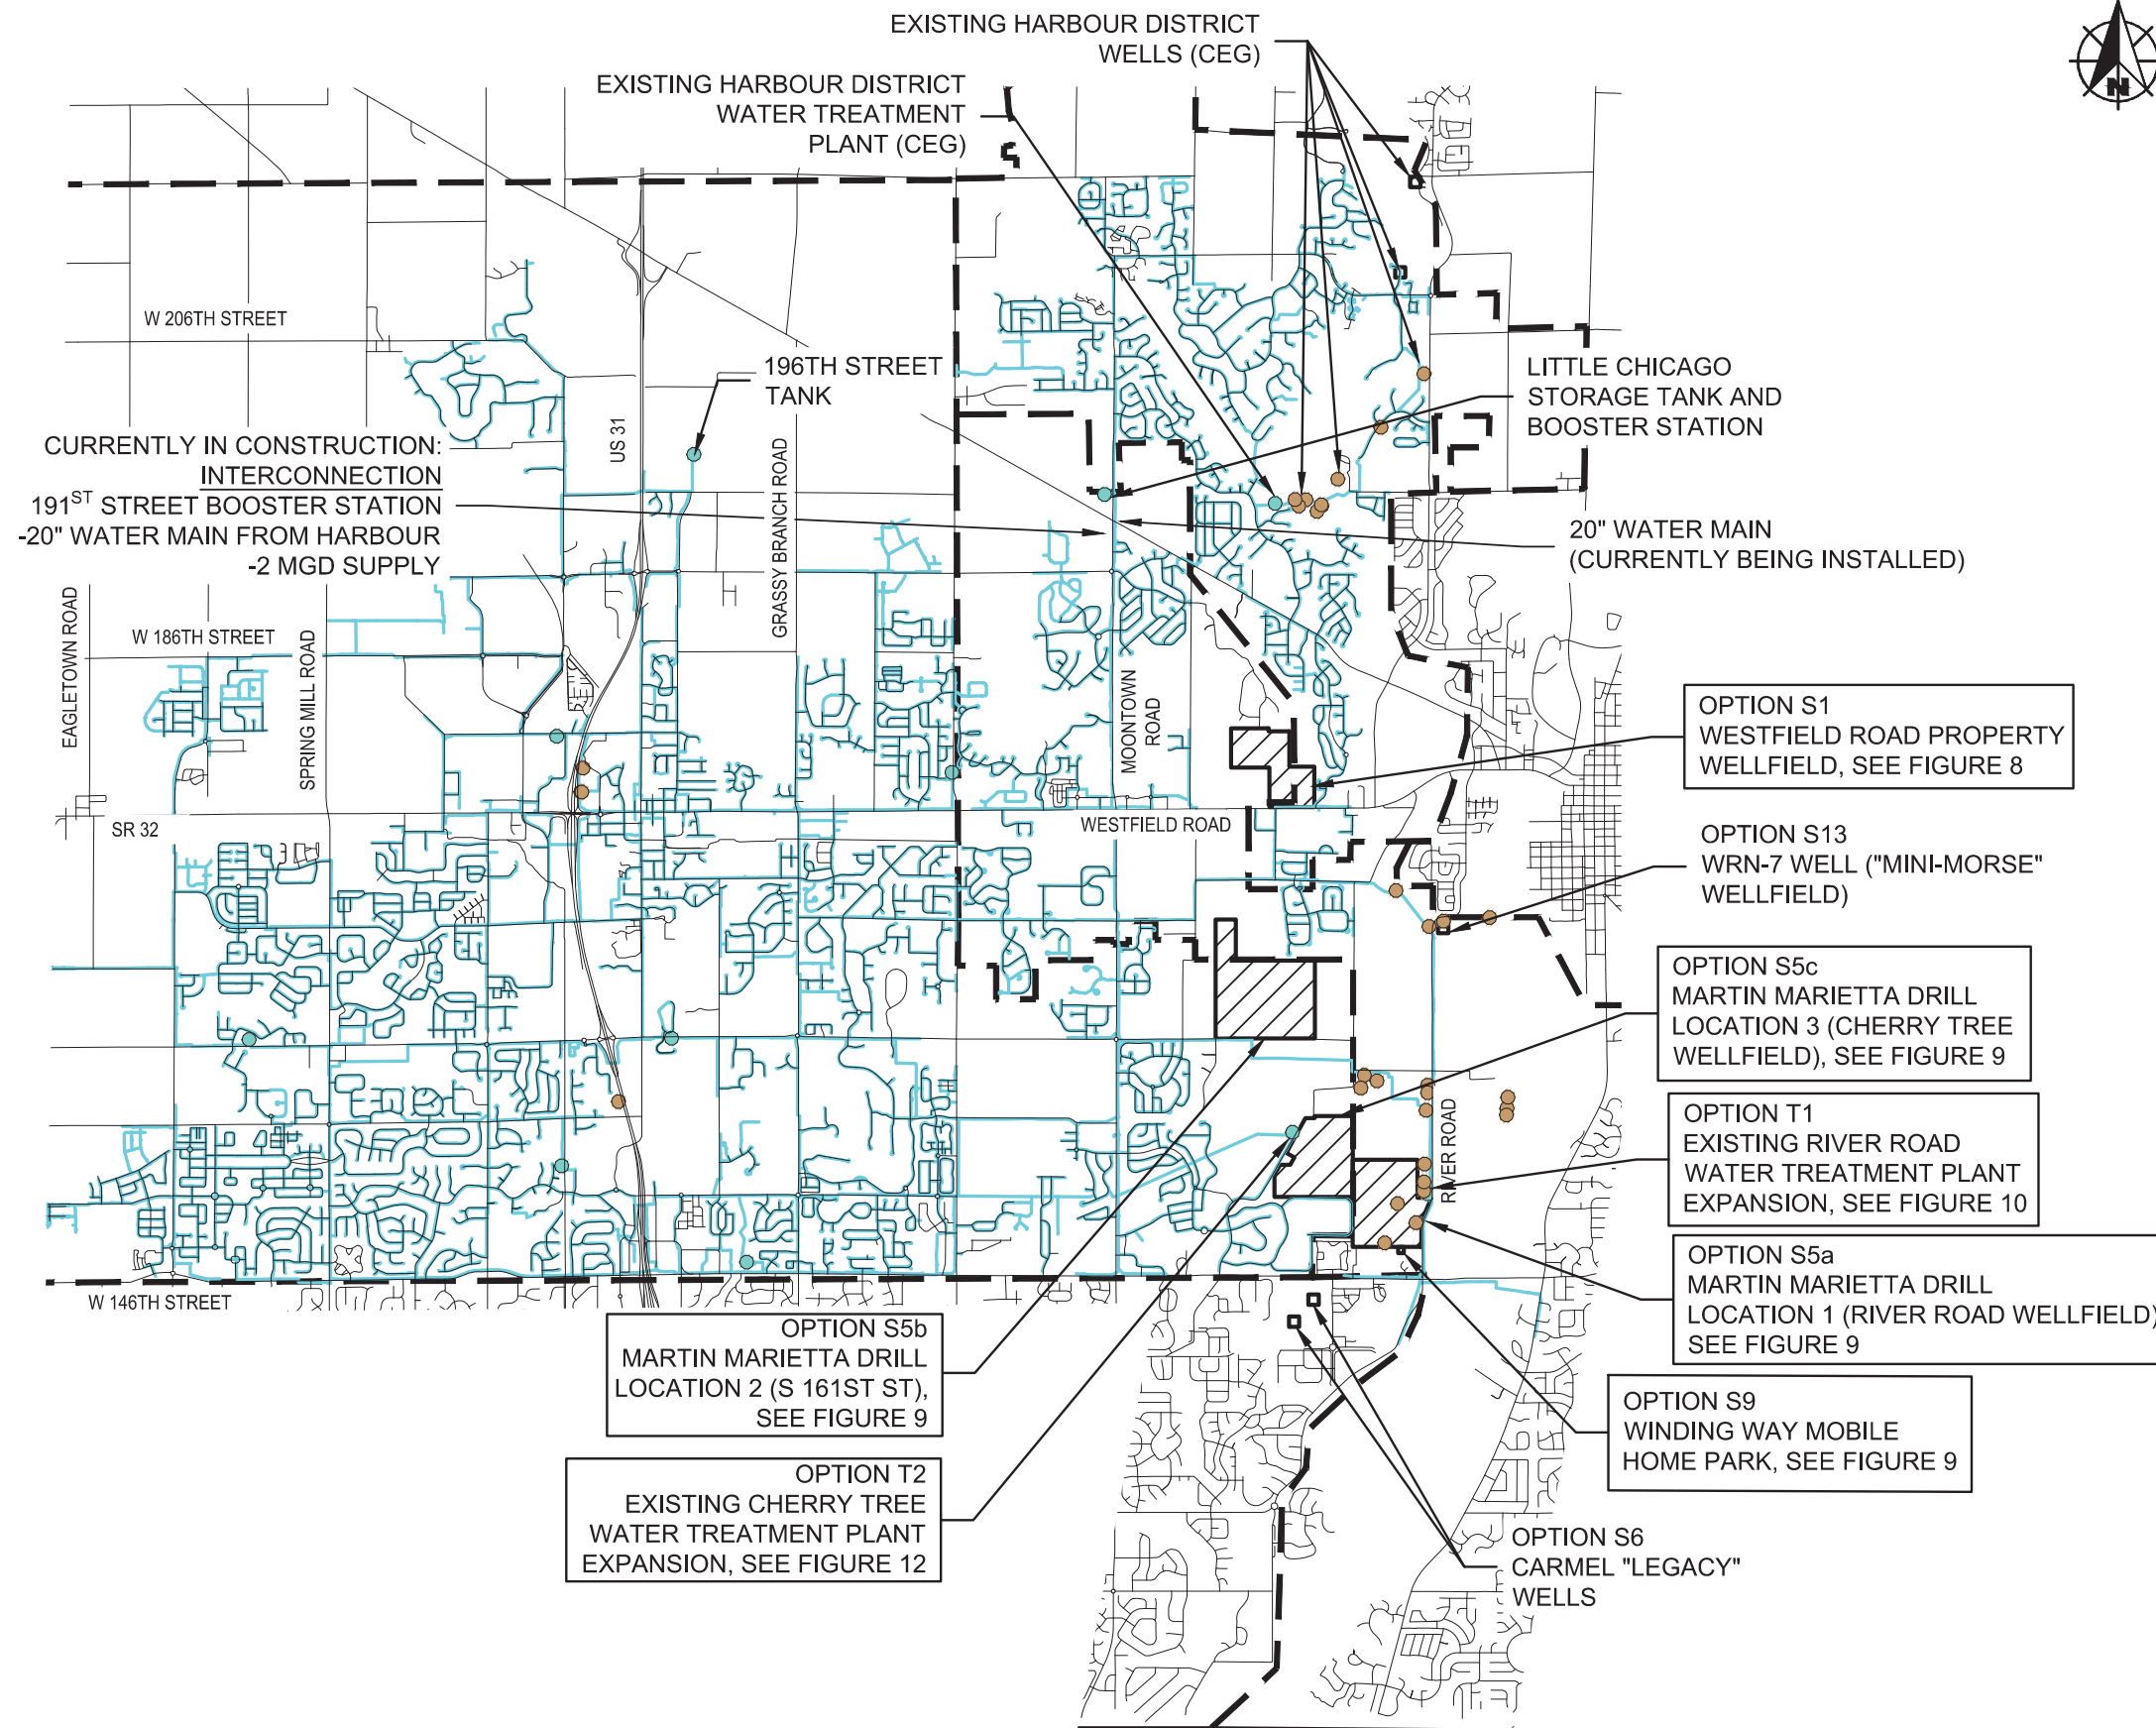 EXISTING HARBOUR DISTRICT
WELLS (CEG)
N
EXISTING HARBOUR DISTRICT
WATER TREATMENT
PLANT (CEG)
W 206TH STREET
196TH STREET
TANK
LITTLE CHICAGO
STORAGE TANK AND
BOOSTER STATION
US 31
GRASSY BRANCH ROAD
CURRENTLY IN CONSTRUCTION:
INTERCONNECTION
191ST STREET BOOSTER STATION
-20" WATER MAIN FROM HARBOUR
-2 MGD SUPPLY
20" WATER MAIN
(CURRENTLY BEING INSTALLED)
EAGLETOWN ROAD
W 186TH STREET
SPRING MILL ROAD
MOONTOWN
ROAD
OPTION S1
WESTFIELD ROAD PROPERTY
WELLFIELD, SEE FIGURE 8
SR 32
WESTFIELD ROAD
OPTION S13
WRN-7 WELL ("MINI-MORSE"
WELLFIELD)
OPTION S5c
MARTIN MARIETTA DRILL
LOCATION 3 (CHERRY TREE
WELLFIELD), SEE FIGURE 9
RIVER ROAD
OPTION T1
EXISTING RIVER ROAD
WATER TREATMENT PLANT
EXPANSION, SEE FIGURE 10
OPTION S5a
MARTIN MARIETTA DRILL
LOCATION 1 (RIVER ROAD WELLFIELD)
SEE FIGURE 9
W 146TH STREET
OPTION S5b
MARTIN MARIETTA DRILL
LOCATION 2 (S 161ST ST),
SEE FIGURE 9
OPTION S9
WINDING WAY MOBILE
HOME PARK, SEE FIGURE 9
OPTION T2
EXISTING CHERRY TREE
WATER TREATMENT PLANT
EXPANSION, SEE FIGURE 12
OPTION S6
CARMEL "LEGACY"
WELLS